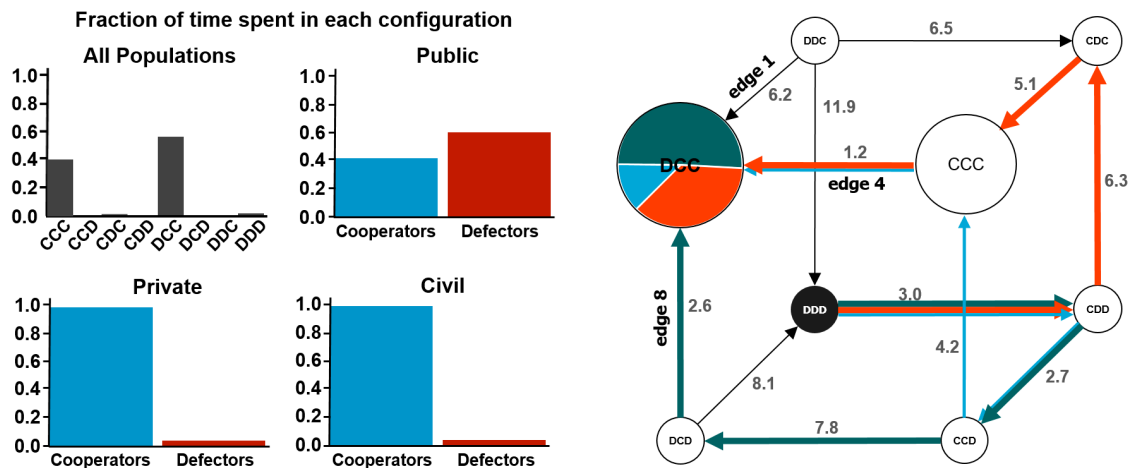 Fraction of time spent in each configuration
All Populations
1.0
0.8
0.6
0.4
0.2
0.0
CCC
CCD
CDC
CDD
DCC
DCD
DDC
DDD
Public
1.0
0.8
0.6
0.4
0.2
0.0
Cooperators Defectors
Private
1.0
0.8
0.6
0.4
0.2
0.0
Cooperators Defectors
Civil
1.0
0.8
0.6
0.4
0.2
0.0
Cooperators Defectors
DDC
6.5
CDC
edge 1
6.2
11.9
5.1
DCC
1.2
edge 4
CCC
6.3
edge 8
2.6
DDD
3.0
CDD
4.2
2.7
8.1
DCD
7.8
CCD